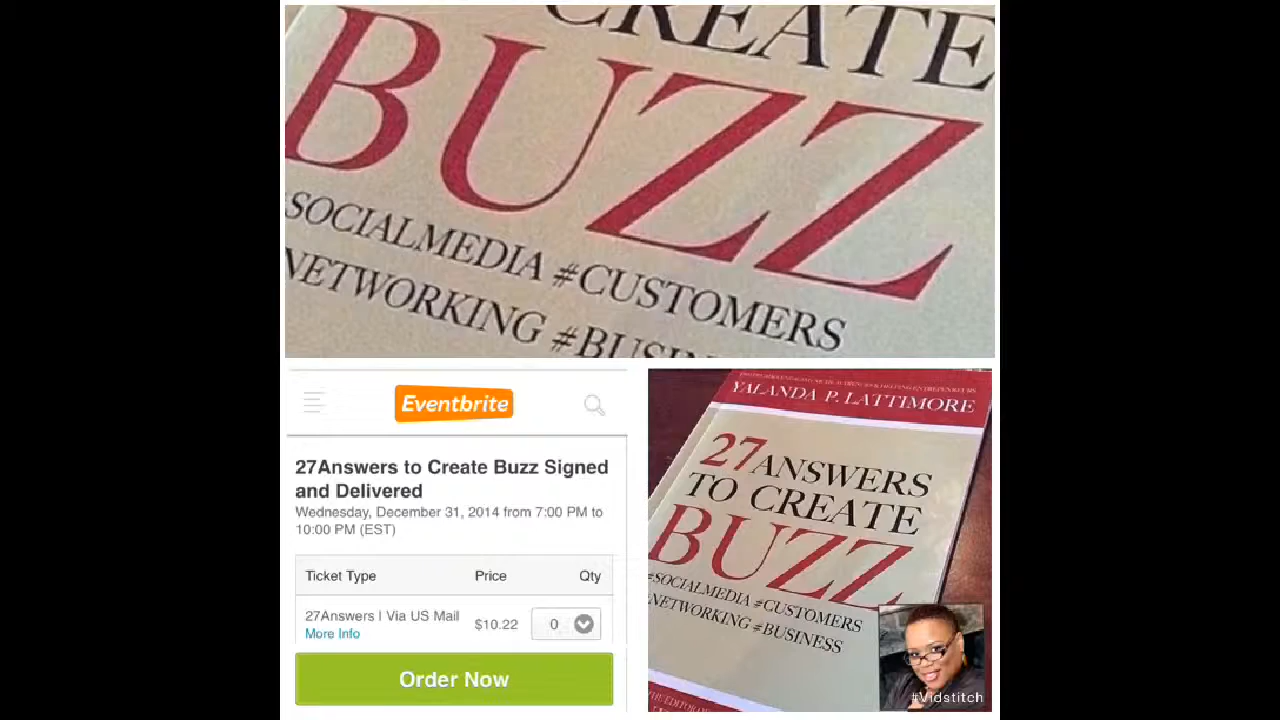 CREATE
BUZZ
SOCIALMEDIA #CUSTOMERS
NETWORKING
Eventbrite
27Answers to Create Buzz Signed
and Delivered
Wednesday, December 31, 2014 from 7:00 PM to
10:00 PM (EST)
Ticket Type Price Qty
27Answers | Via US Mail $10.22 0
More Info
Order Now
YALANDA P. LATTIMORE
27ANSWERS
TO CREATE
BUZZ
#SOCIALMEDIA #CUSTOMERS
#NETWORKING #BUSINESS
#Vidstitch